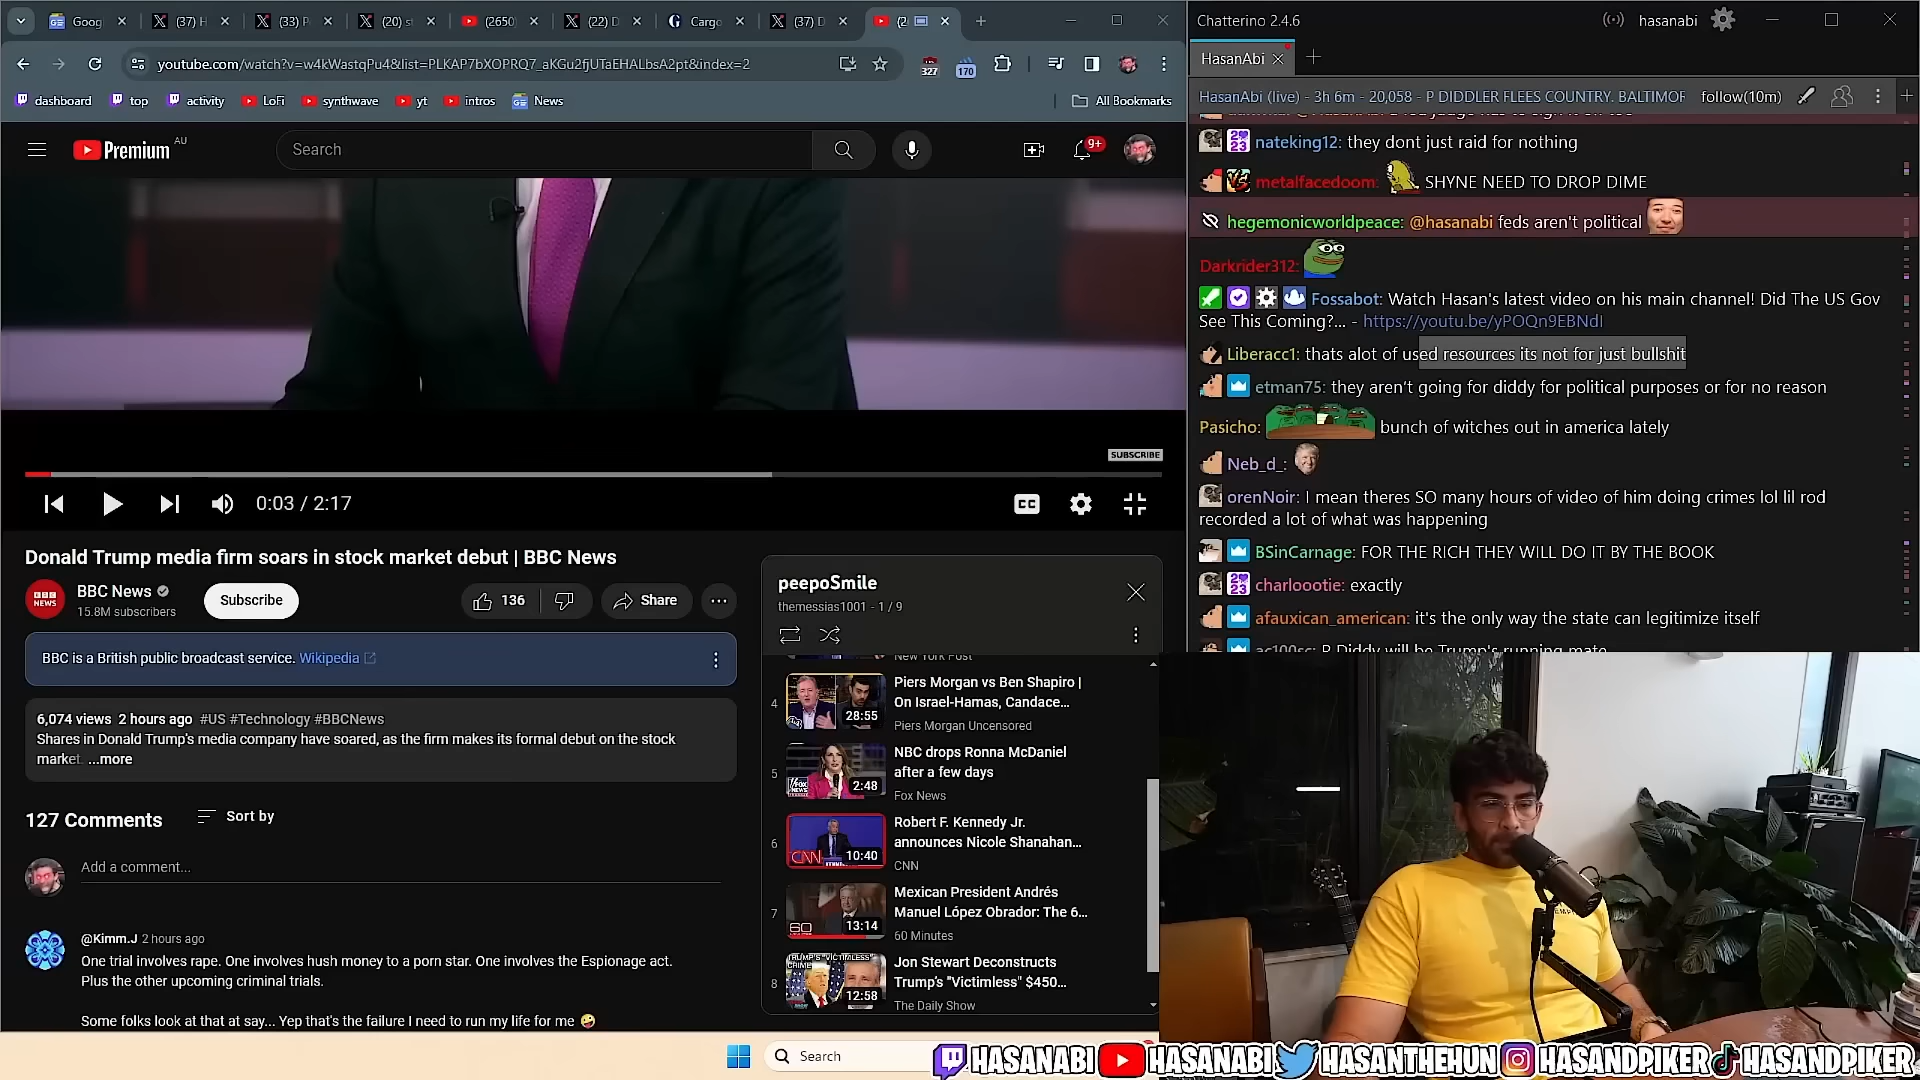 Goog
(37) H
(33) P
(20) s
(2650
(22) D
Cargo
(37) D
(2
youtube.com/watch?v=w4kWastqPu4&list=PLKAP7bXOPRQ7_aKGu2fjUTaEHALbsA2pt&index=2
327
170
dashboard
top
activity
LoFi
synthwave
yt
intros
News
All Bookmarks
Premium AU
Search
9+
SUBSCRIBE
0:03 / 2:17
CC
Donald Trump media firm soars in stock market debut | BBC News
BBC NEWS
BBC News
15.8M subscribers
Subscribe
136
Share
BBC is a British public broadcast service. Wikipedia
6,074 views 2 hours ago #US #Technology #BBCNews
Shares in Donald Trump's media company have soared, as the firm makes its formal debut on the stock
market. ...more
127 Comments
Sort by
Add a comment...
@Kimm.J 2 hours ago
One trial involves rape. One involves hush money to a porn star. One involves the Espionage act.
Plus the other upcoming criminal trials.
Some folks look at that at say... Yep that's the failure I need to run my life for me
peepoSmile
themessias1001 - 1 / 9
New York Post
4
28:55
Piers Morgan vs Ben Shapiro |
On Israel-Hamas, Candace...
Piers Morgan Uncensored
5
FOX NEWS
2:48
NBC drops Ronna McDaniel
after a few days
Fox News
6
CNN
10:40
Robert F. Kennedy Jr.
announces Nicole Shanahan...
CNN
7
60
13:14
Mexican President Andrés
Manuel López Obrador: The 6...
60 Minutes
8
TRUMP'S "VICTIMLESS" CRIME
12:58
Jon Stewart Deconstructs
Trump's "Victimless" $450...
The Daily Show
Chatterino 2.4.6
hasanabi
HasanAbi
HasanAbi (live) - 3h 6m - 20,058 - P DIDDLER FLEES COUNTRY. BALTIMOR
follow(10m)
nateking12: they dont just raid for nothing
metalfacedoom: SHYNE NEED TO DROP DIME
hegemonicworldpeace: @hasanabi feds aren't political
Darkrider312:
Fossabot: Watch Hasan's latest video on his main channel! Did The US Gov
See This Coming?... - https://youtu.be/yPOQn9EBNdI
Liberacc1: thats alot of used resources its not for just bullshit
etman75: they aren't going for diddy for political purposes or for no reason
Pasicho: bunch of witches out in america lately
Neb_d_:
orenNoir: I mean theres SO many hours of video of him doing crimes lol lil rod
recorded a lot of what was happening
BSinCarnage: FOR THE RICH THEY WILL DO IT BY THE BOOK
charloootie: exactly
afauxican_american: it's the only way the state can legitimize itself
ac100sc: P Diddy will be Trump's running mate
Search
HASANABI
HASANABI
HASANTHEHUN
HASANDPIKER
HASANDPIKER